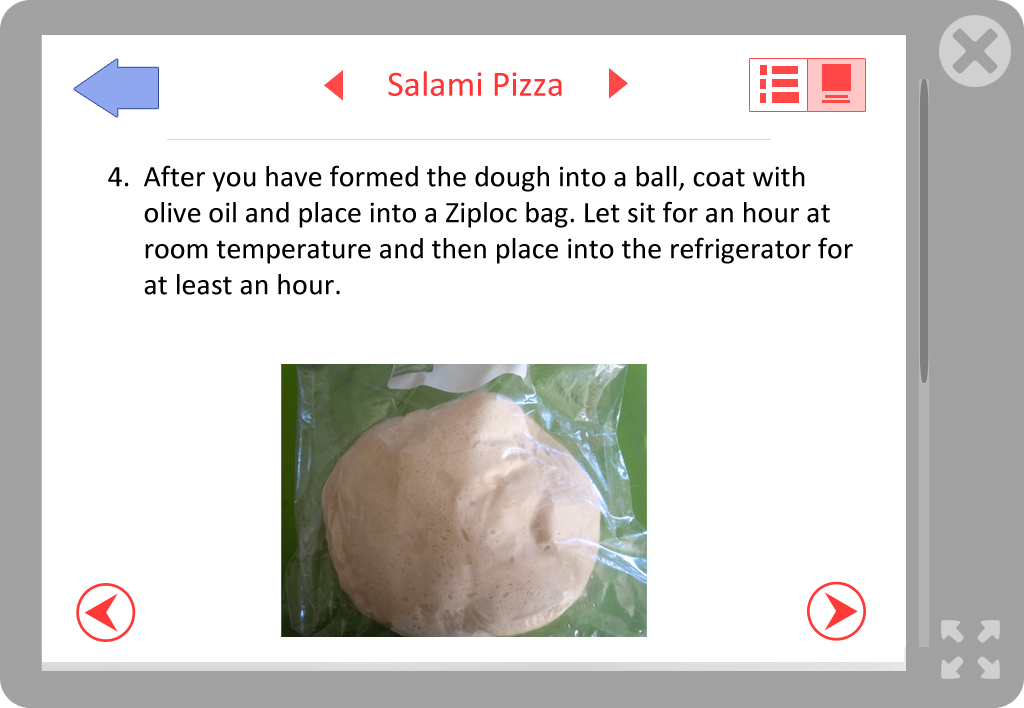 Salami Pizza
4. After you have formed the dough into a ball, coat with
olive oil and place into a Ziploc bag. Let sit for an hour at
room temperature and then place into the refrigerator for
at least an hour.